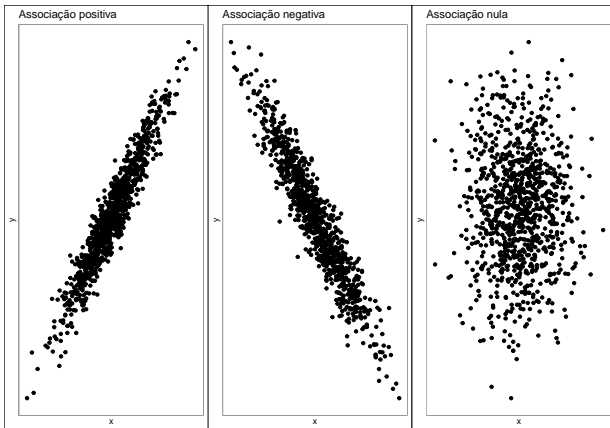 Associação positiva
y
x
Associação negativa
y
x
Associação nula
y
x